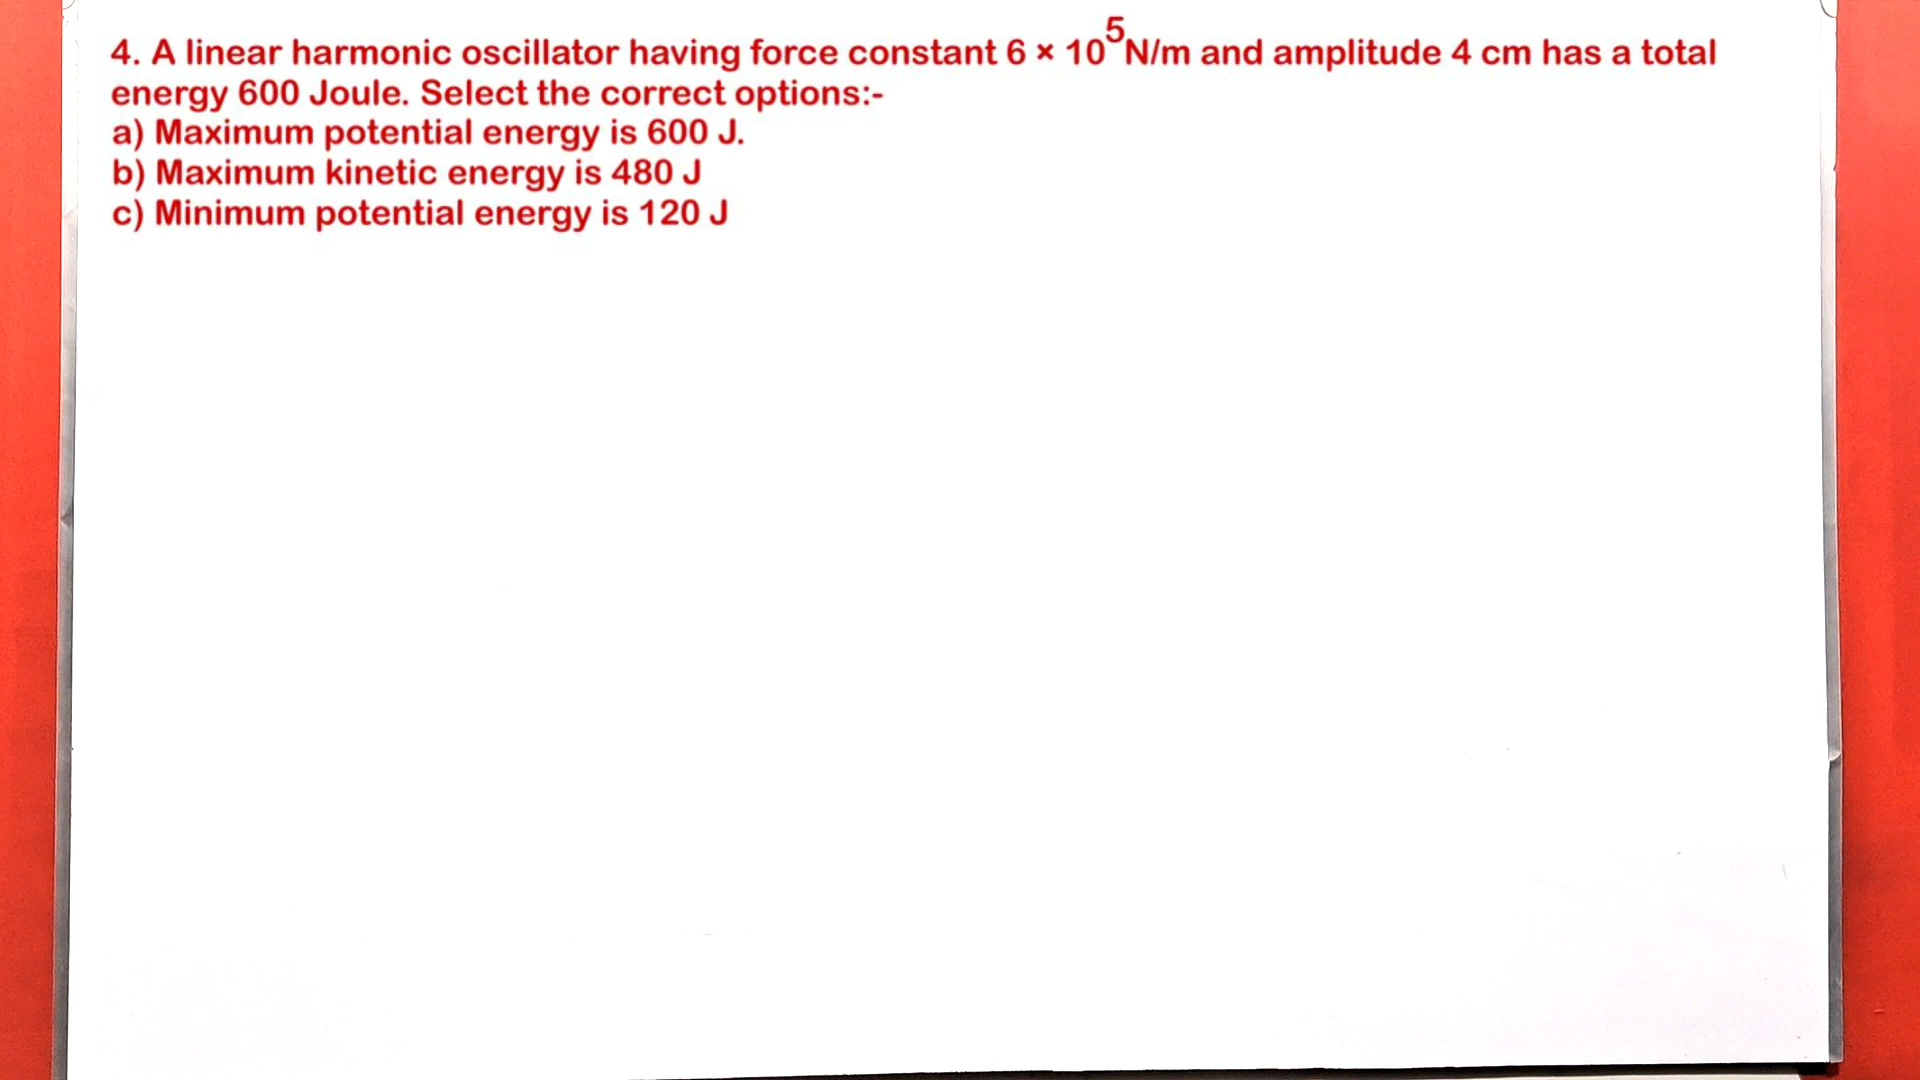 4. A linear harmonic oscillator having force constant 6 × 10⁵N/m and amplitude 4 cm has a total
energy 600 Joule. Select the correct options:-
a) Maximum potential energy is 600 J.
b) Maximum kinetic energy is 480 J
c) Minimum potential energy is 120 J